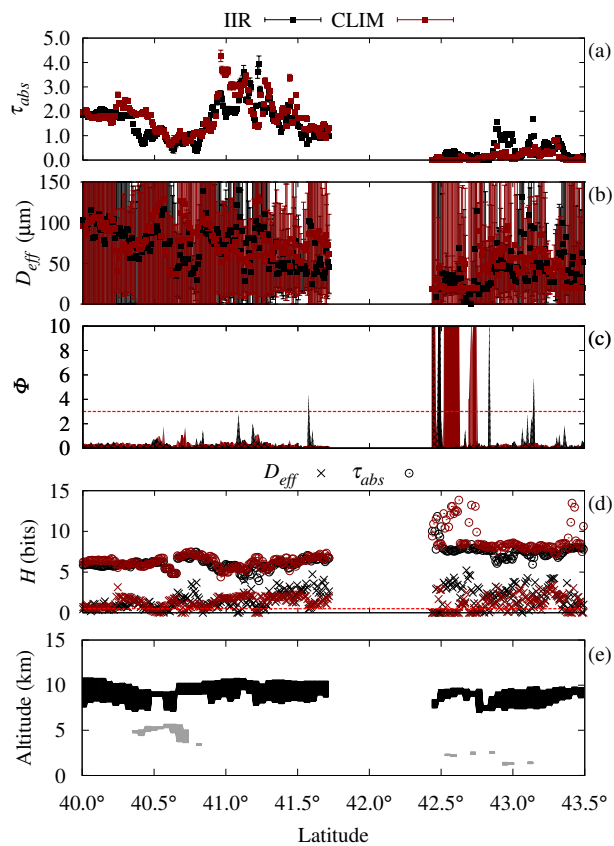 IIR CLIM
5.0 (a)
4.0
3.0
2.0
1.0
0.0
τabs
150 (b)
100
50
0
Deff (μm)
10 (c)
8
6
4
2
0
Φ
Deff × τabs ⊙
15 (d)
10
5
0
H (bits)
15 (e)
10
5
0
Altitude (km)
40.0° 40.5° 41.0° 41.5° 42.0° 42.5° 43.0° 43.5°
Latitude